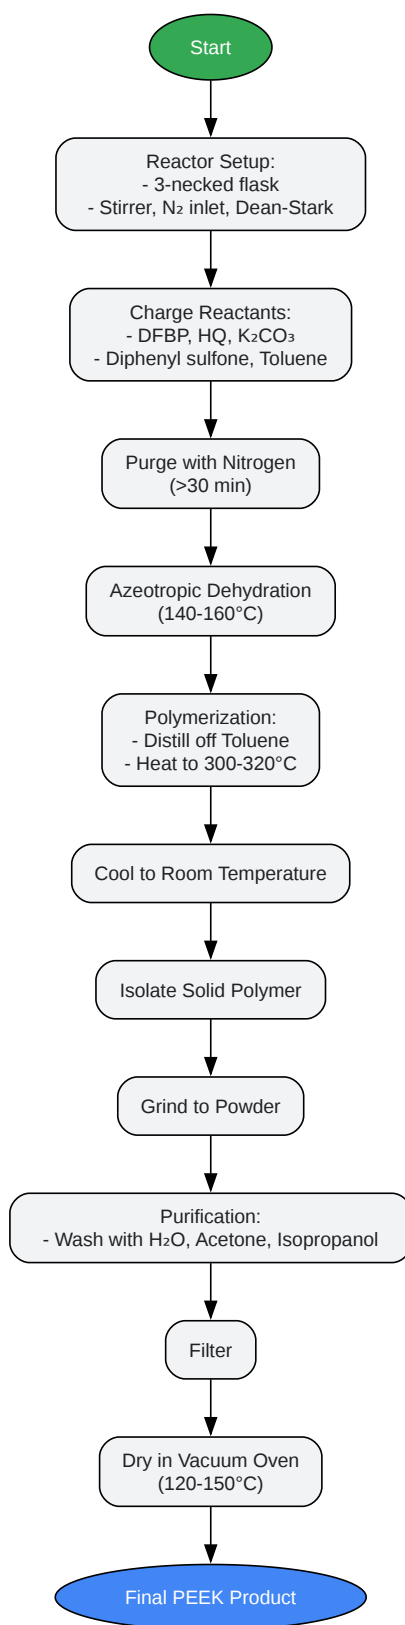 Start
Reactor Setup:
- 3-necked flask
- Stirrer, N₂ inlet, Dean-Stark
Charge Reactants:
- DFBP, HQ, K₂CO₃
- Diphenyl sulfone, Toluene
Purge with Nitrogen
(>30 min)
Azeotropic Dehydration
(140-160°C)
Polymerization:
- Distill off Toluene
- Heat to 300-320°C
Cool to Room Temperature
Isolate Solid Polymer
Grind to Powder
Purification:
- Wash with H₂O, Acetone, Isopropanol
Filter
Dry in Vacuum Oven
(120-150°C)
Final PEEK Product